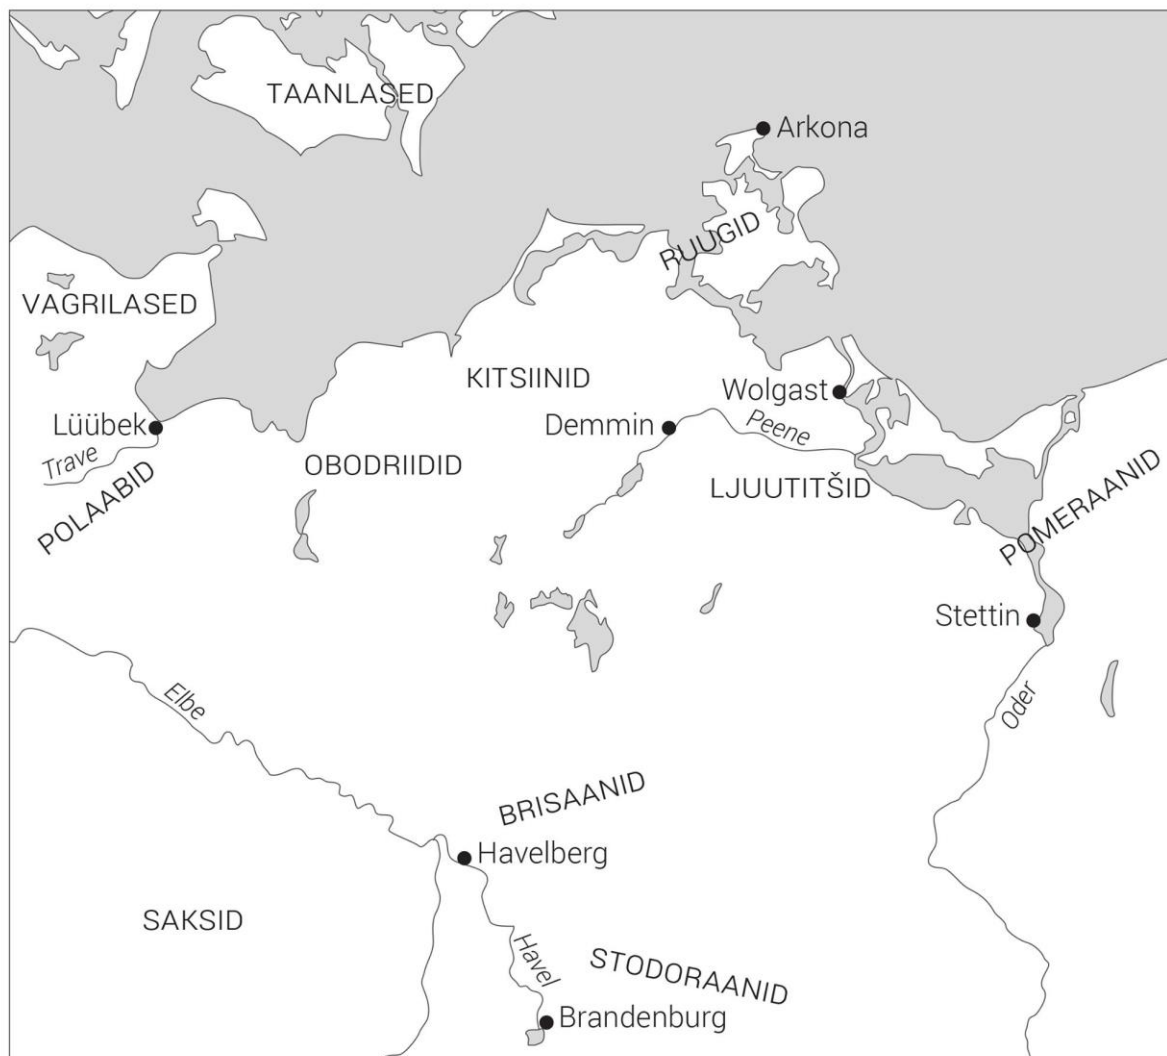 TAANLASED
Arkona
RUUGID
VAGRILASED
KITSIINID
Wolgast
Lüübek
Demmin
Peene
Trave
OBODRIIDID
LJUUTITŠID
POLAABID
POMERAANID
Stettin
Elbe
Oder
BRISAANID
Havelberg
SAKSID
Havel
STODORAANID
Brandenburg